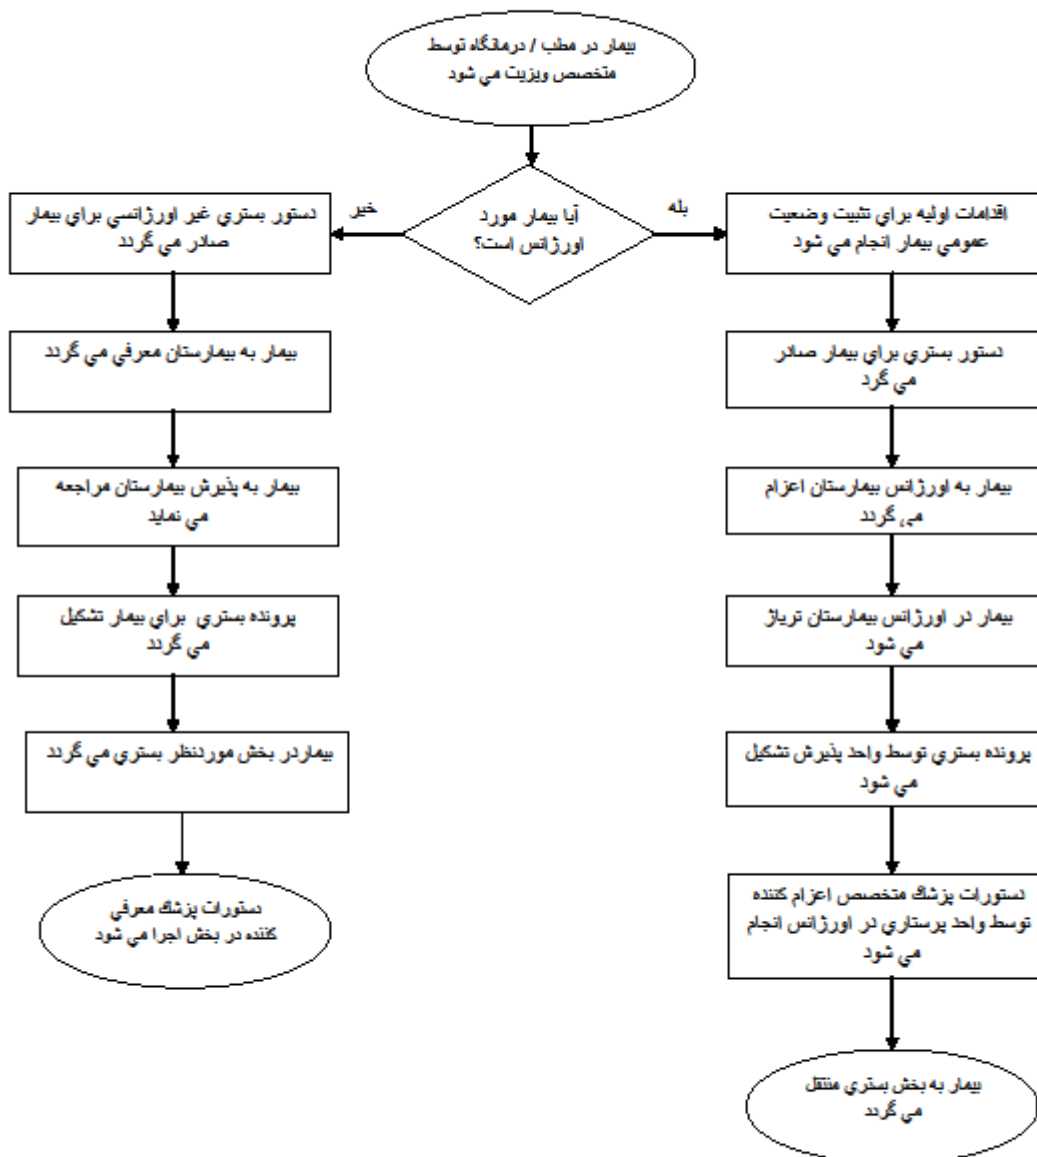 بيمار در مطب / درمانگاه توسط
متخصص ويزيت مي شود
آيا بيمار مورد
اورژانس است؟
خير
بله
دستور بستري غير اورژانسي براي بيمار
صادر مي گردد
بيمار به بيمارستان معرفي مي گردد
بيمار به پذيرش بيمارستان مراجعه
مي نمايد
پرونده بستري براي بيمار تشكيل
مي گردد
بيماردر بخش موردنظر بستري مي گردد
دستورات پزشك معرفي
كننده در بخش اجرا مي شود
اقدامات اوليه براي تثبيت وضعيت
عمومي بيمار انجام مي شود
دستور بستري براي بيمار صادر
مي گرد
بيمار به اورژانس بيمارستان اعزام
مي گردد
بيمار در اورژانس بيمارستان ترياژ
مي شود
پرونده بستري توسط واحد پذيرش تشكيل
مي شود
دستورات پزشك متخصص اعزام كننده
توسط واحد پرستاري در اورژانس انجام
مي شود
بيمار به بخش بستري منتقل
مي گردد